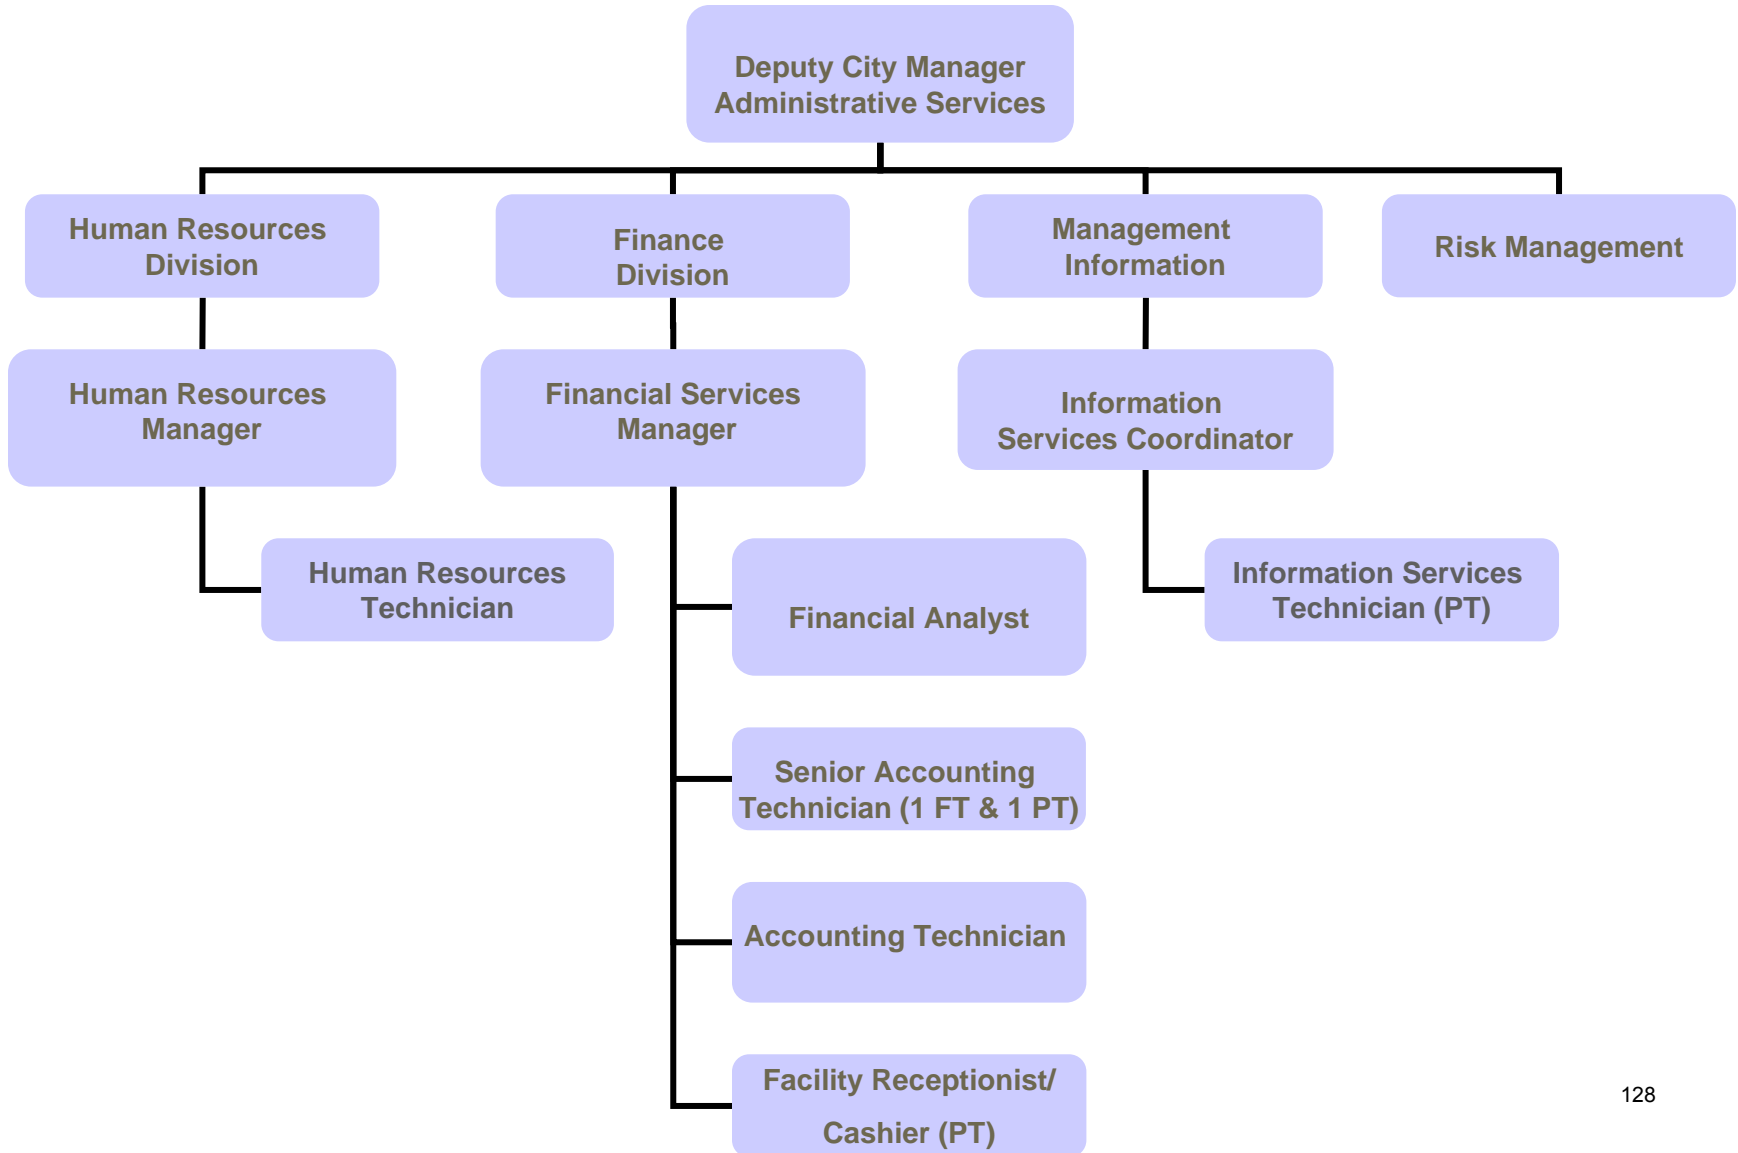 Deputy City Manager
Administrative Services
Human Resources
Division
Finance
Division
Management
Information
Risk Management
Human Resources
Manager
Financial Services
Manager
Information
Services Coordinator
Human Resources
Technician
Financial Analyst
Information Services
Technician (PT)
Senior Accounting
Technician (1 FT & 1 PT)
Accounting Technician
Facility Receptionist/
Cashier (PT)
128